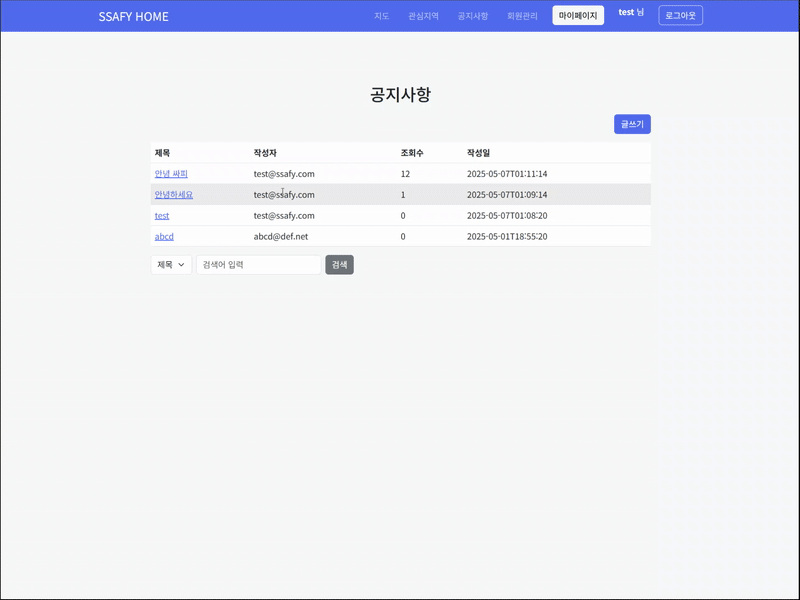 SSAFY HOME 지도 관심지역 공지사항 회원관리 마이페이지 test 님 로그아웃
공지사항
글쓰기
제목 작성자 조회수 작성일
안녕 싸피 test@ssafy.com 12 2025-05-07T01:11:14
안녕하세요 test@ssafy.com 1 2025-05-07T01:09:14
test test@ssafy.com 0 2025-05-07T01:08:20
abcd abcd@def.net 0 2025-05-01T18:55:20
제목 검색어 입력 검색